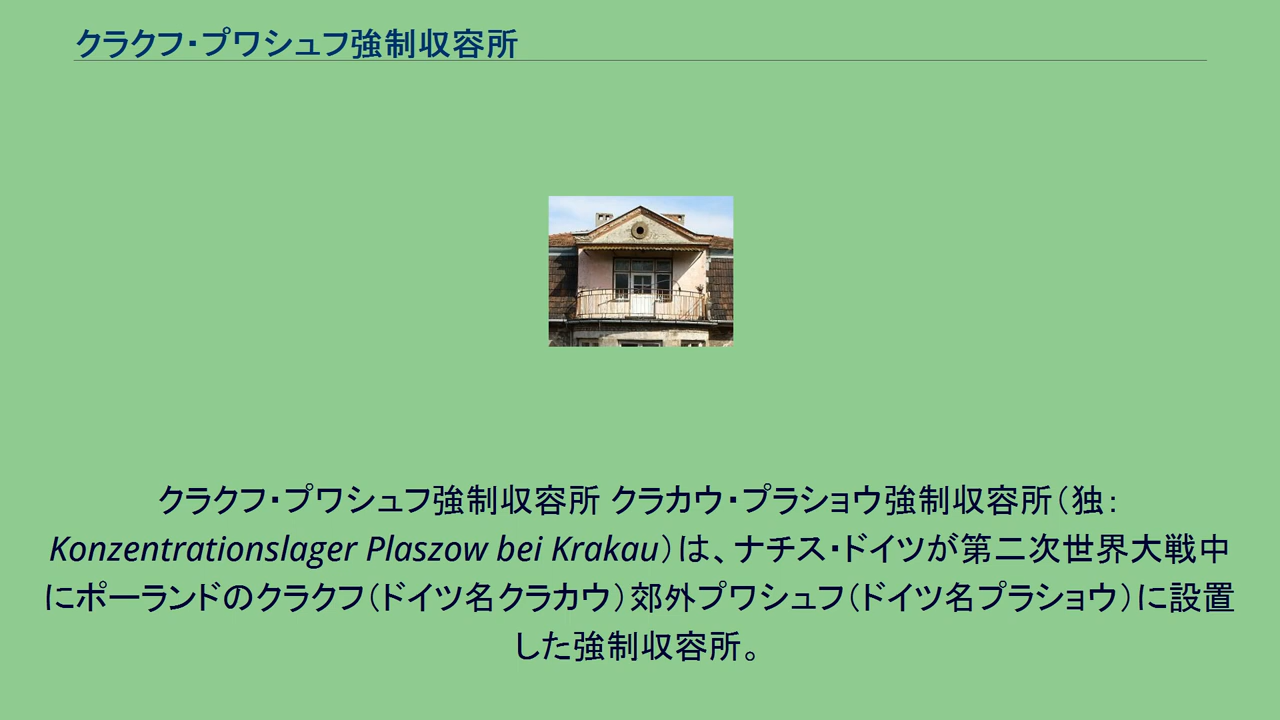 クラクフ・プワシュフ強制収容所
クラクフ・プワシュフ強制収容所 クラカウ・プラショウ強制収容所（独：
Konzentrationslager Plaszow bei Krakau）は、ナチス・ドイツが第二次世界大戦中
にポーランドのクラクフ（ドイツ名クラカウ）郊外プワシュフ（ドイツ名プラショウ）に設置
した強制収容所。